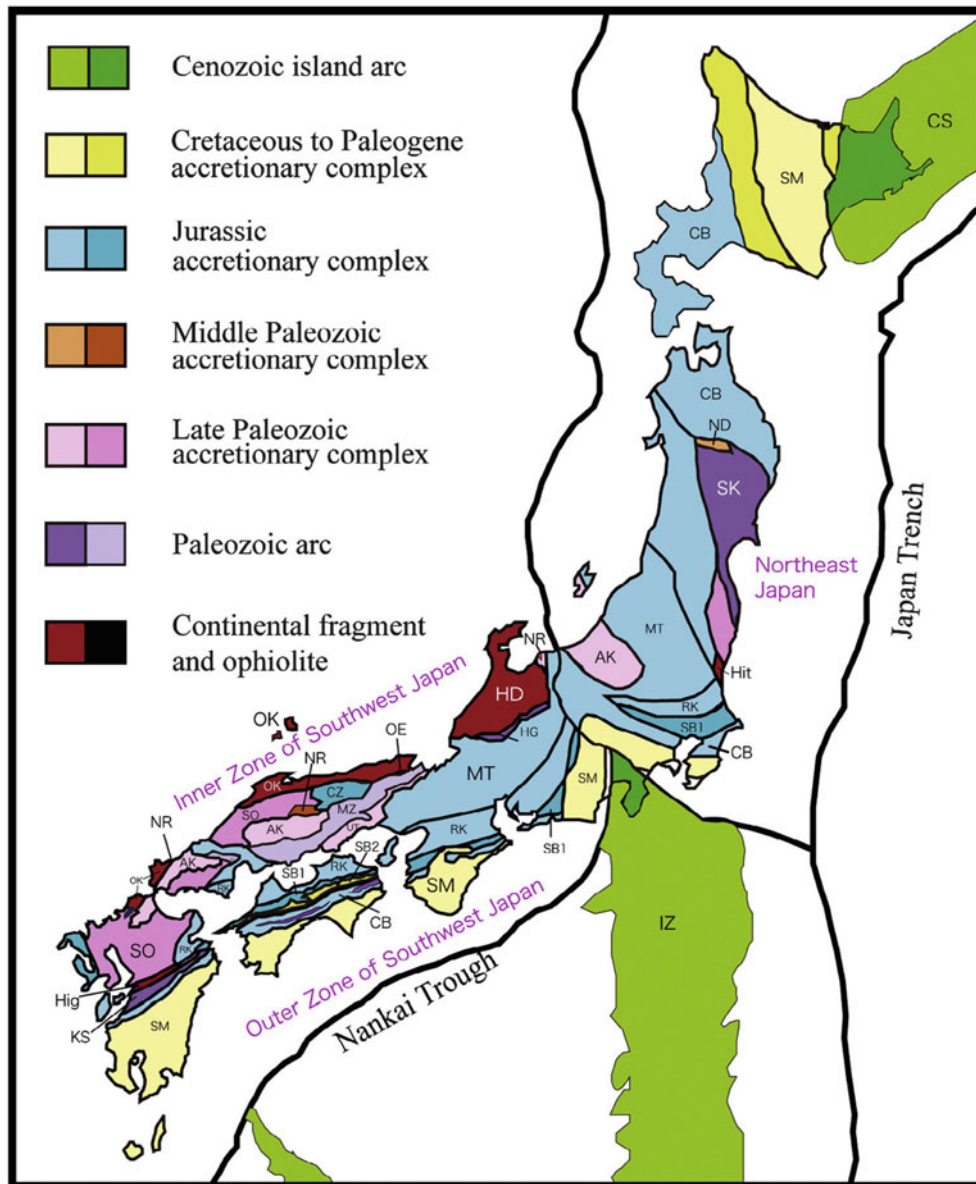 Cenozoic island arc
Cretaceous to Paleogene
accretionary complex
Jurassic
accretionary complex
Middle Paleozoic
accretionary complex
Late Paleozoic
accretionary complex
Paleozoic arc
Continental fragment
and ophiolite
CS
SM
CB
CB
ND
SK
Northeast
Japan
Japan Trench
MT
NR
AK
Hit
HD
RK
HG
SB1
CB
Inner Zone of Southwest Japan
OK
OE
NR
OK
CZ
MT
SM
SO
MZ
AK
UT
NR
RK
SB1
SB2
RK
SB1
AK
OK
RK
SM
CB
SO
RK
IZ
Hig
Outer Zone of Southwest Japan
Nankai Trough
KS
SM